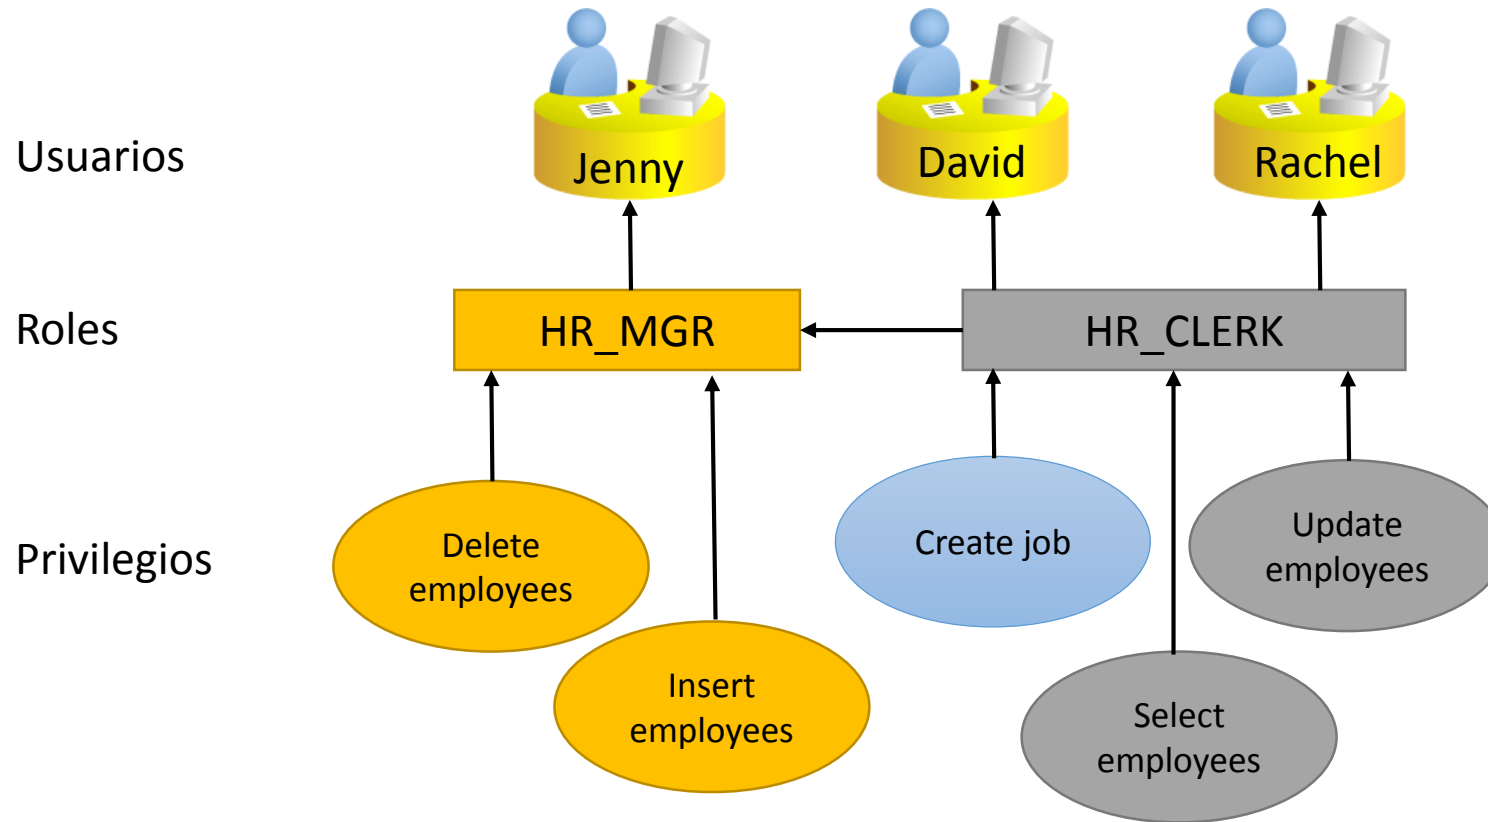 Usuarios
Jenny
David
Rachel
Roles
HR_MGR
HR_CLERK
Privilegios
Delete
employees
Insert
employees
Create job
Select
employees
Update
employees